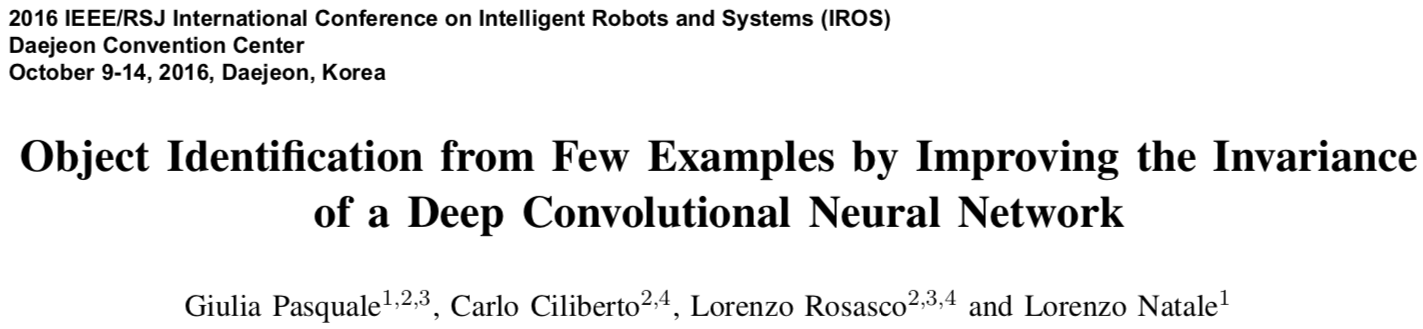 2016 IEEE/RSJ International Conference on Intelligent Robots and Systems (IROS)
Daejeon Convention Center
October 9-14, 2016, Daejeon, Korea
Object Identification from Few Examples by Improving the Invariance
of a Deep Convolutional Neural Network
Giulia Pasquale1,2,3, Carlo Ciliberto2,4, Lorenzo Rosasco2,3,4 and Lorenzo Natale1